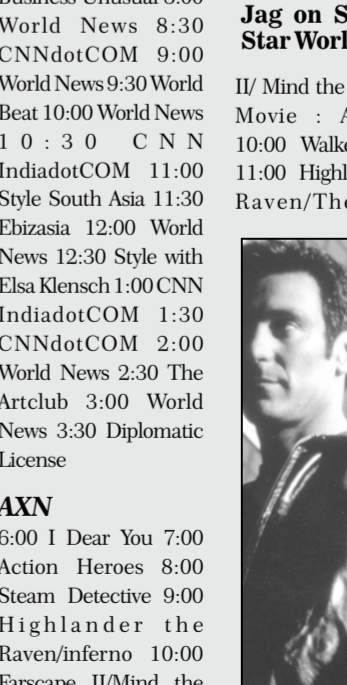 World News 8:30
CNNdotCOM 9:00
World News 9:30 World
Beat 10:00 World News
10:30 CNN
IndiadotCOM 11:00
Style South Asia 11:30
Ebizasia 12:00 World
News 12:30 Style with
Elsa Klensch 1:00 CNN
IndiadotCOM 1:30
CNNdotCOM 2:00
World News 2:30 The
Artclub 3:00 World
News 3:30 Diplomatic
License
AXN
6:00 I Dear You 7:00
Action Heroes 8:00
Steam Detective 9:00
Highlander the
Raven/inferno 10:00
Farscape II/Mind the
Jag on S
Star Worl
II/ Mind the
Movie : A
10:00 Walke
11:00 Highl
Raven/The